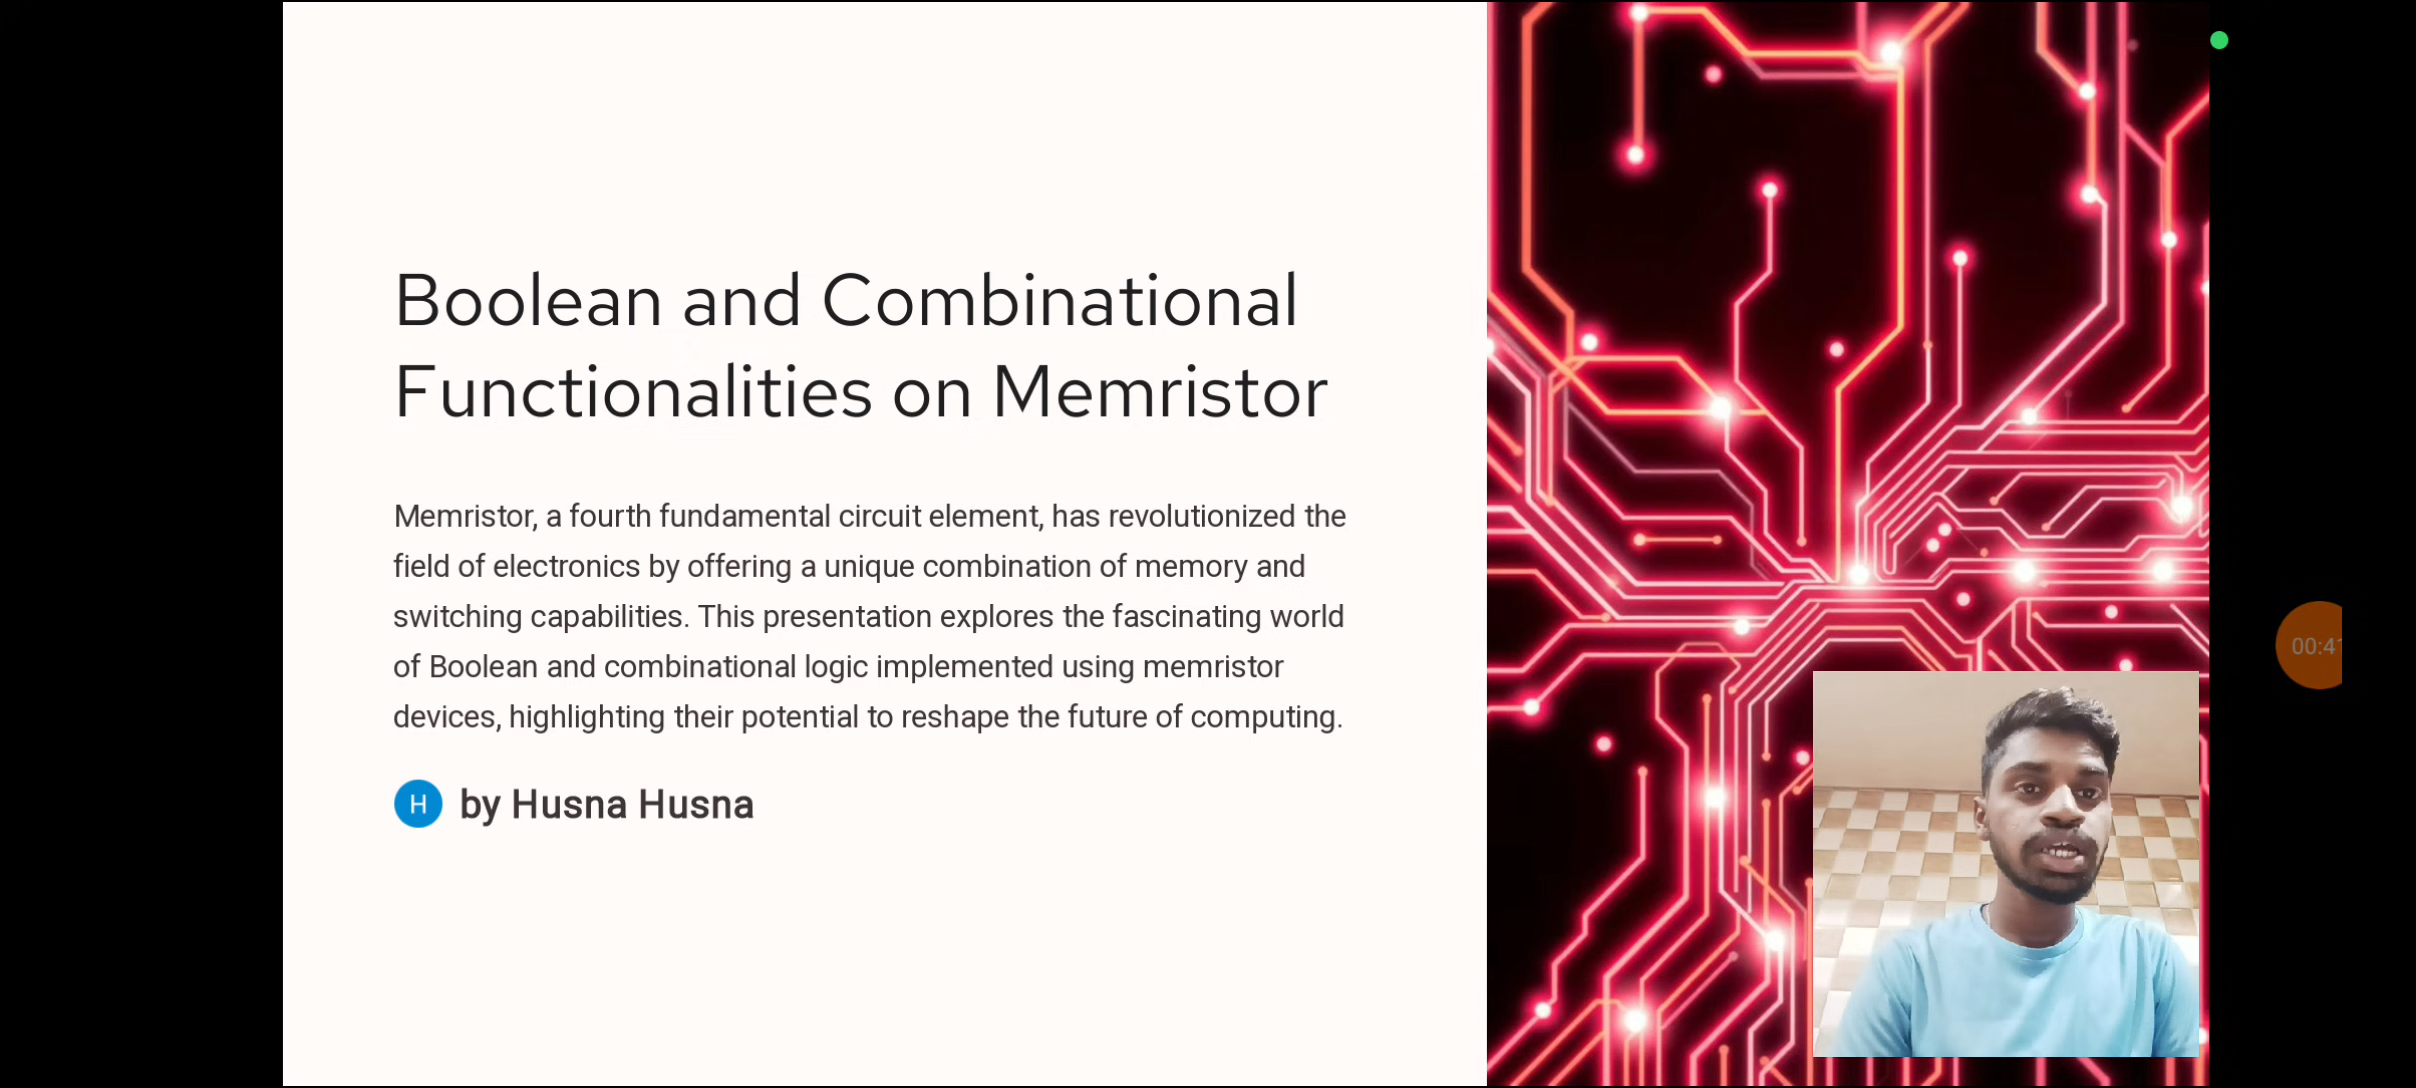 Boolean and Combinational
Functionalities on Memristor
Memristor, a fourth fundamental circuit element, has revolutionized the
field of electronics by offering a unique combination of memory and
switching capabilities. This presentation explores the fascinating world
of Boolean and combinational logic implemented using memristor
devices, highlighting their potential to reshape the future of computing.
H by Husna Husna